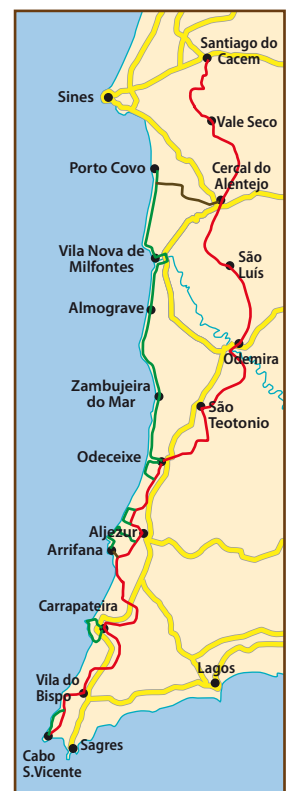 Santiago do
Cacem
Sines
Vale Seco
Porto Covo
Cercal do
Alentejo
Vila Nova de
Milfontes
São
Luís
Almograve
Odemira
Zambujeira
do Mar
São
Teotonio
Odeceixe
Aljezur
Arrifana
Carrapateira
Lagos
Vila do
Bispo
Sagres
Cabo
S.Vicente